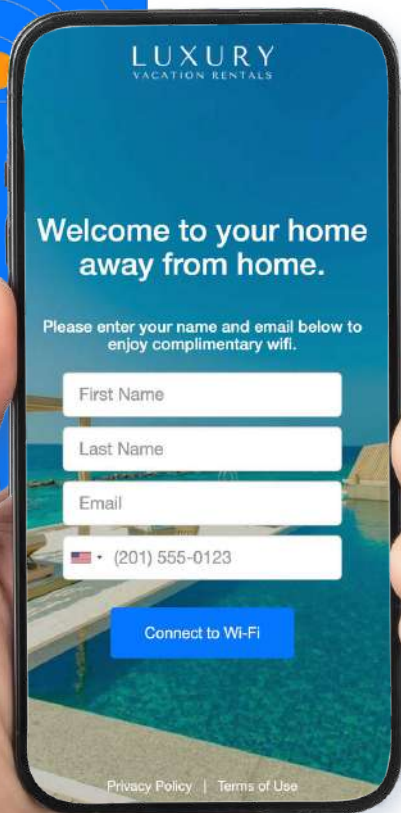 LUXURY
VACATION RENTALS
Welcome to your home
away from home.
Please enter your name and email below to
enjoy complimentary wifi.
First Name
Last Name
Email
(201) 555-0123
Connect to Wi-Fi
Privacy Policy | Terms of Use